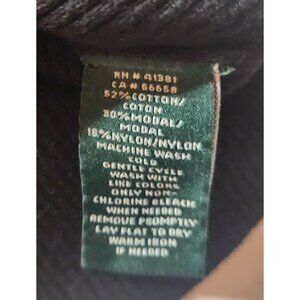 RN # 41381
CA # 56658
52% COTTON/
COTON
30% MODAL/
MODAL
18% NYLON/NYLON
MACHINE WASH
COLD
GENTLE CYCLE
WASH WITH
LIKE COLORS
ONLY NON-
CHLORINE BLEACH
WHEN NEEDED
REMOVE PROMPTLY
LAY FLAT TO DRY
WARM IRON
IF NEEDED